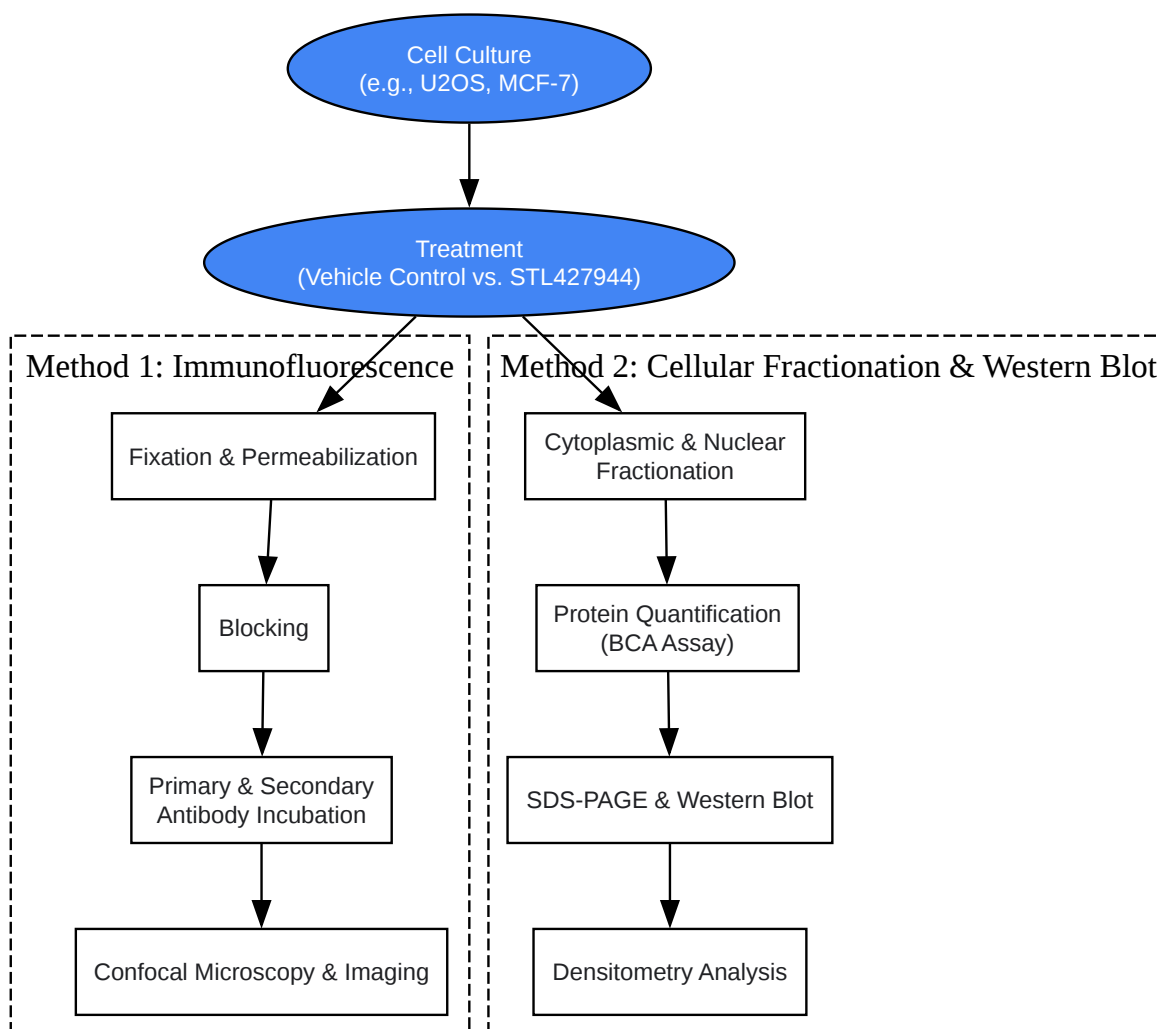 Cell Culture
(e.g., U2OS, MCF-7)
Treatment
(Vehicle Control vs. STL427944)
Method 1: Immunofluorescence
Fixation & Permeabilization
Blocking
Primary & Secondary
Antibody Incubation
Confocal Microscopy & Imaging
Method 2: Cellular Fractionation & Western Blot
Cytoplasmic & Nuclear
Fractionation
Protein Quantification
(BCA Assay)
SDS-PAGE & Western Blot
Densitometry Analysis